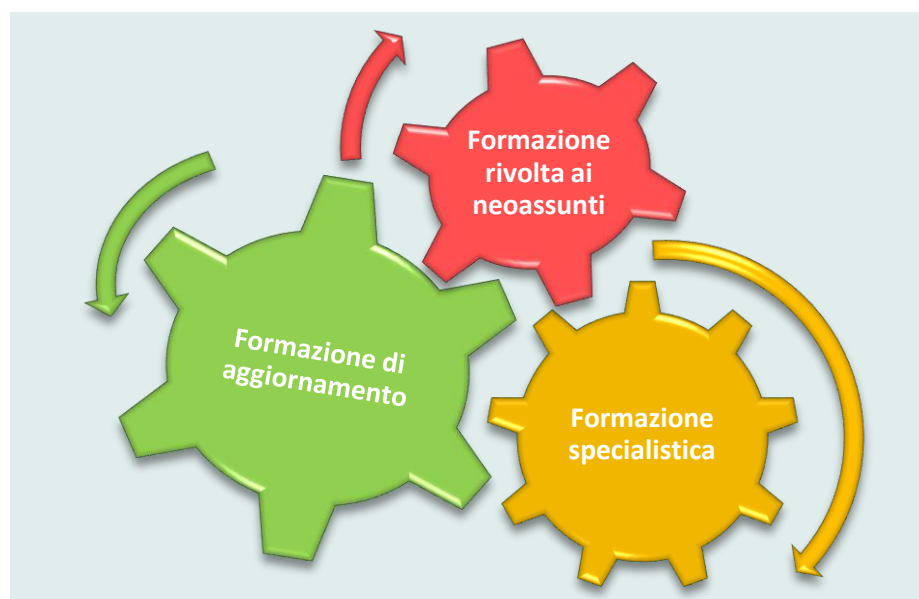 Formazione
rivolta ai
neoassunti
Formazione di
aggiornamento
Formazione
specialistica